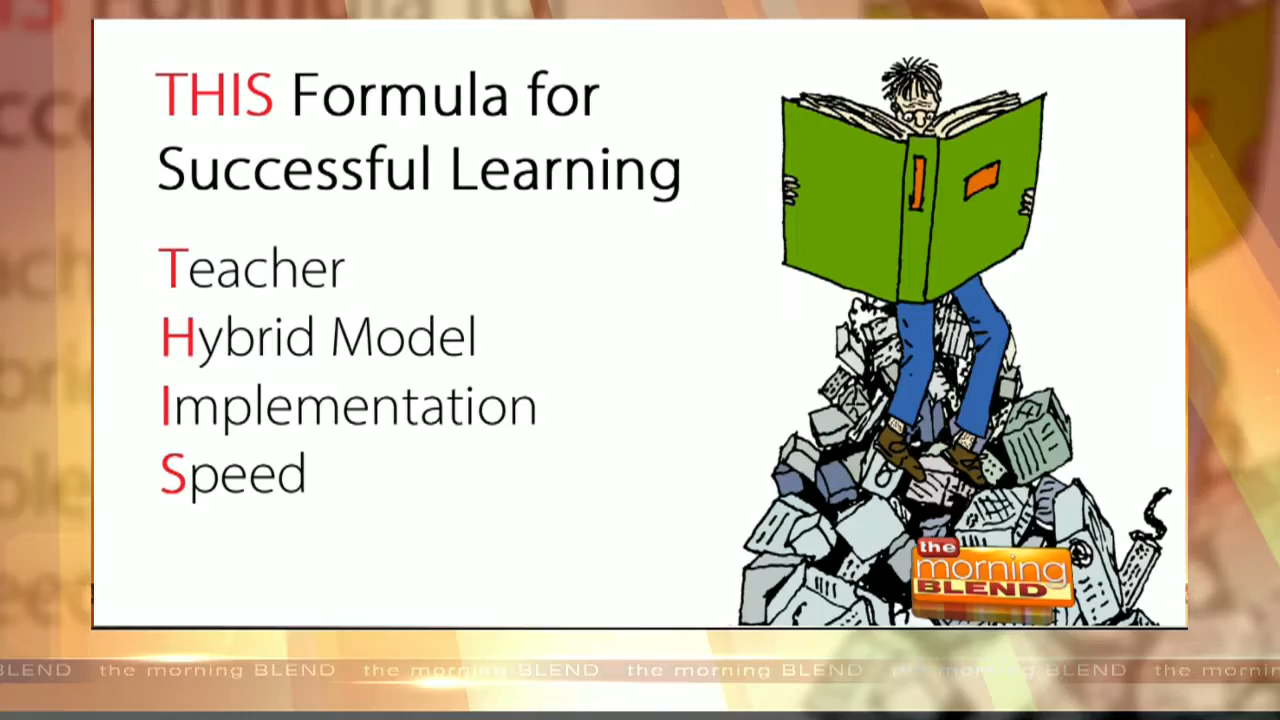 THIS Formula for
Successful Learning
Teacher
Hybrid Model
Implementation
Speed
the
morning
BLEND
BLEND the morning BLEND the morning BLEND the morning BLEND the morning BLEND the morning